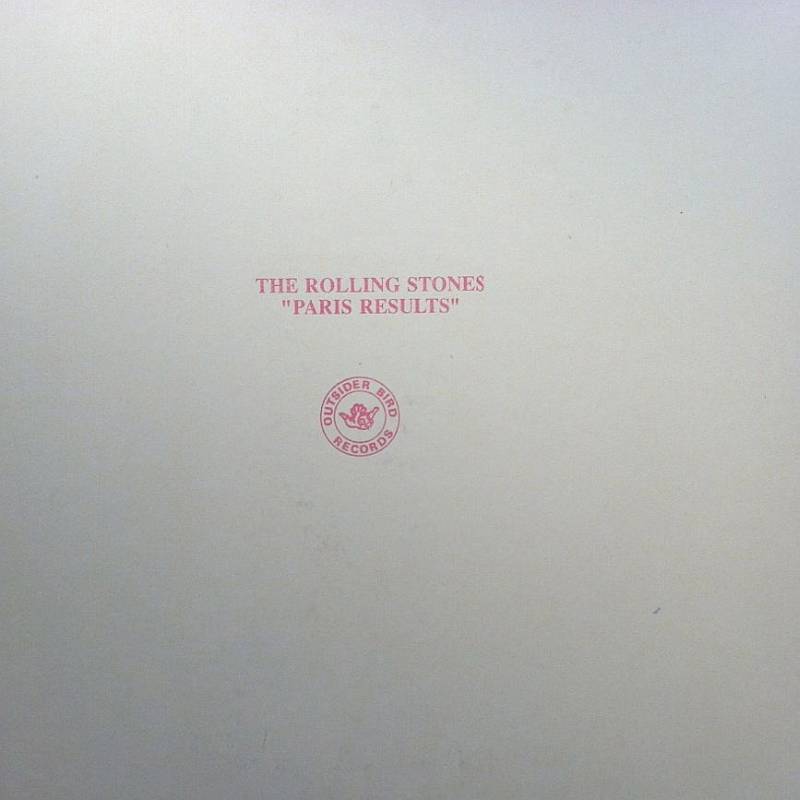 THE ROLLING STONES
"PARIS RESULTS"
OUTSIDER BIRD
RECORDS